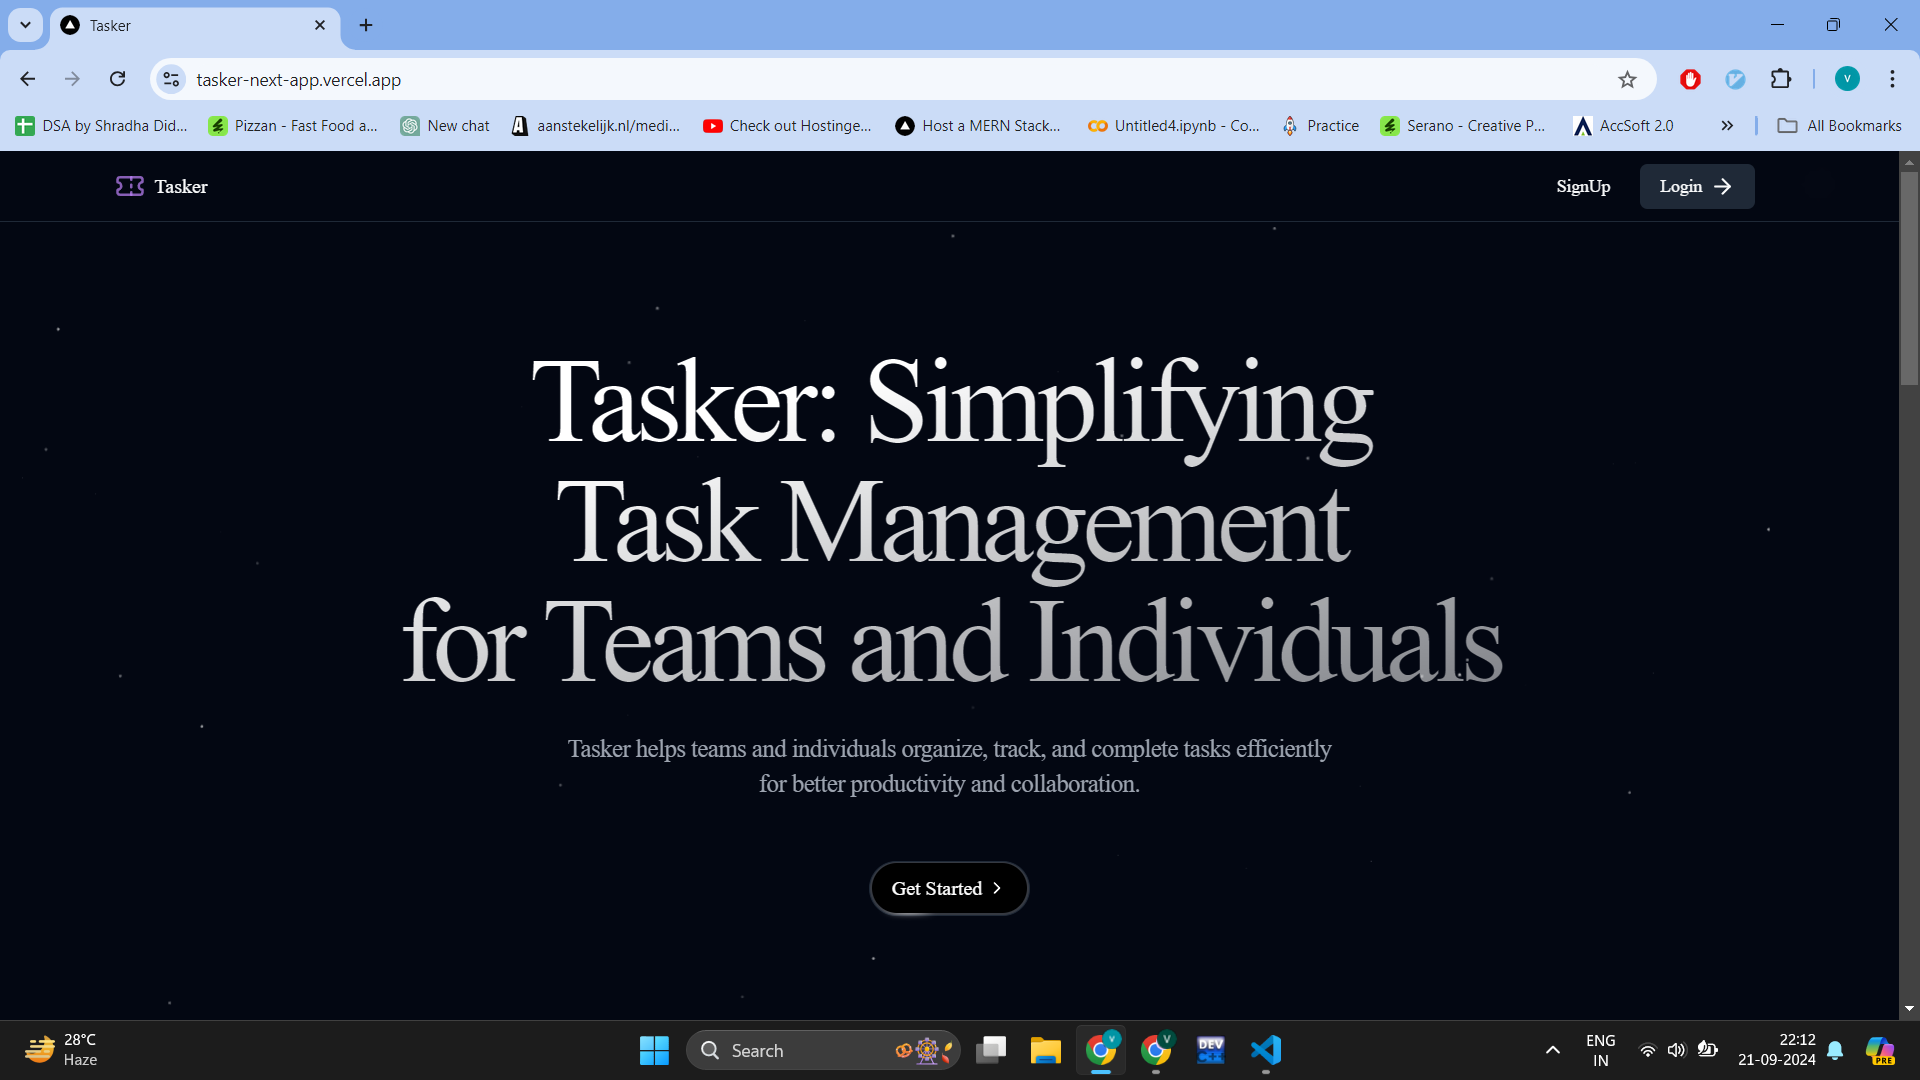 Tasker
tasker-next-app.vercel.app
V
DSA by Shradha Did...
Pizzan - Fast Food a...
New chat
aanstekelijk.nl/medi...
Check out Hostinge...
Host a MERN Stack...
Untitled4.ipynb - Co...
Practice
Serano - Creative P...
AccSoft 2.0
All Bookmarks
Tasker
SignUp
Login
Tasker: Simplifying
Task Management
for Teams and Individuals
Tasker helps teams and individuals organize, track, and complete tasks efficiently
for better productivity and collaboration.
Get Started
28°C
Haze
Search
V
V
DEV
ENG
IN
22:12
21-09-2024
PRE